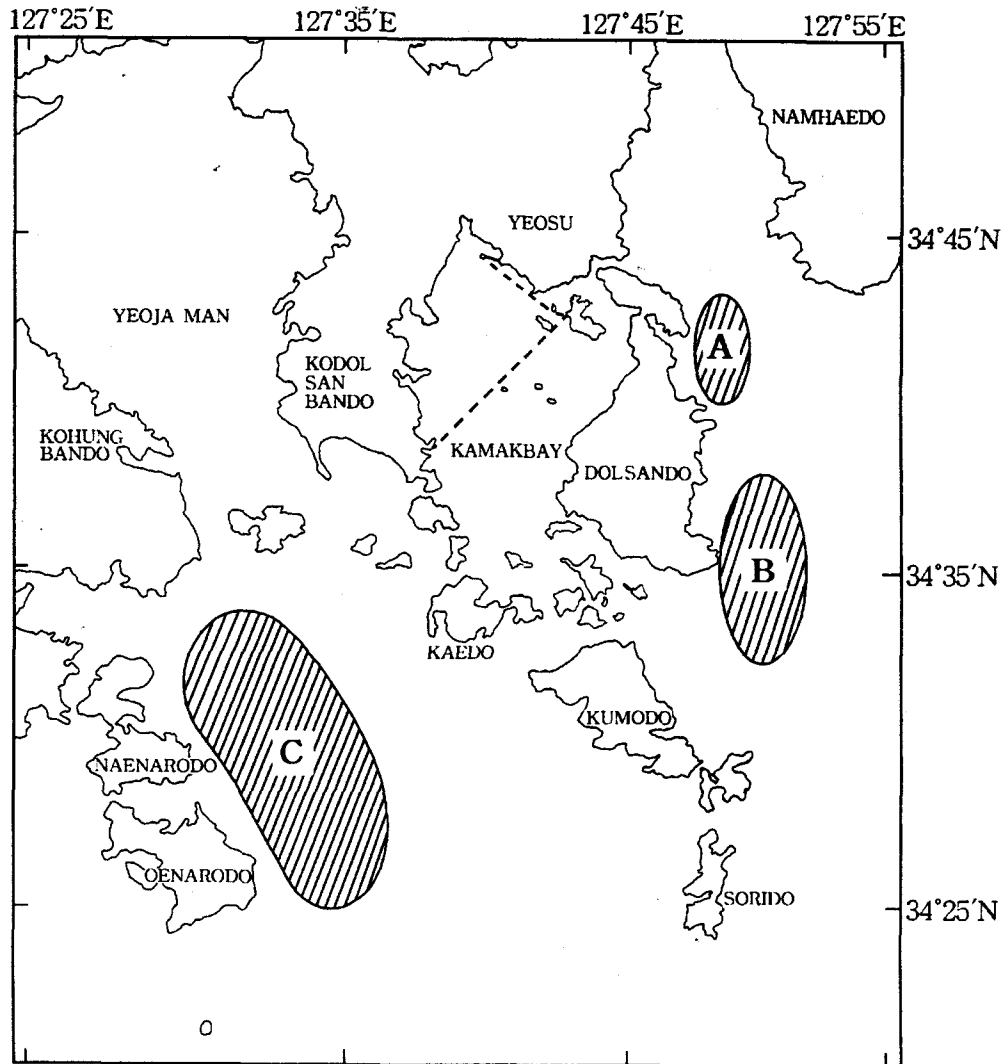 127°25′E 127°35′E 127°45′E 127°55′E
NAMHAEDO
YEOSU
34°45′N
YEOJA MAN
A
KODOL
SAN
BANDO
KOHUNG
BANDO
KAMAKBAY
DOLSANDO
B
34°35′N
KAEDO
KUMODO
C
NAENARODO
OENARODO
SORIDO
34°25′N